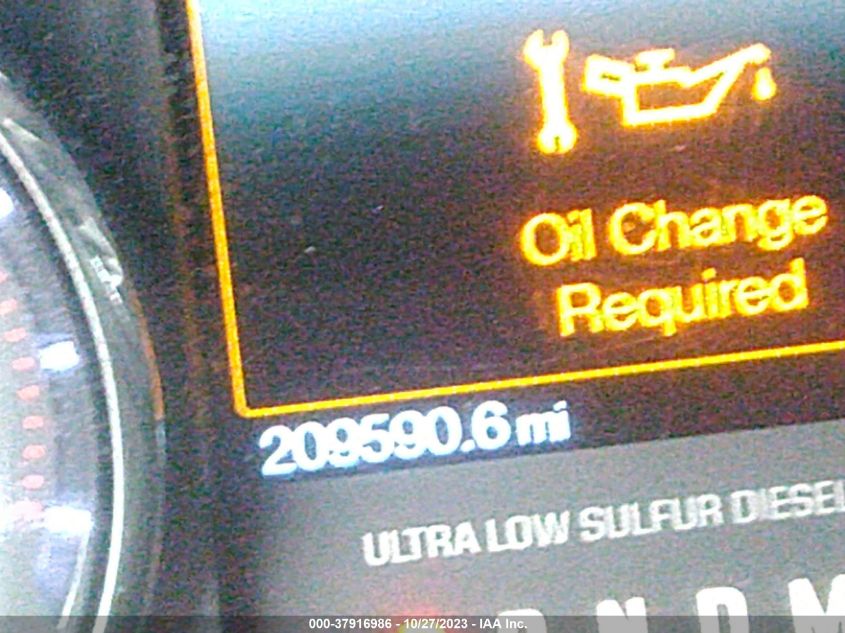 Oil Change
Required
209590.6 mi
ULTRA LOW SULFUR DIESEL
N D M
000-37916986 - 10/27/2023 - IAA Inc.